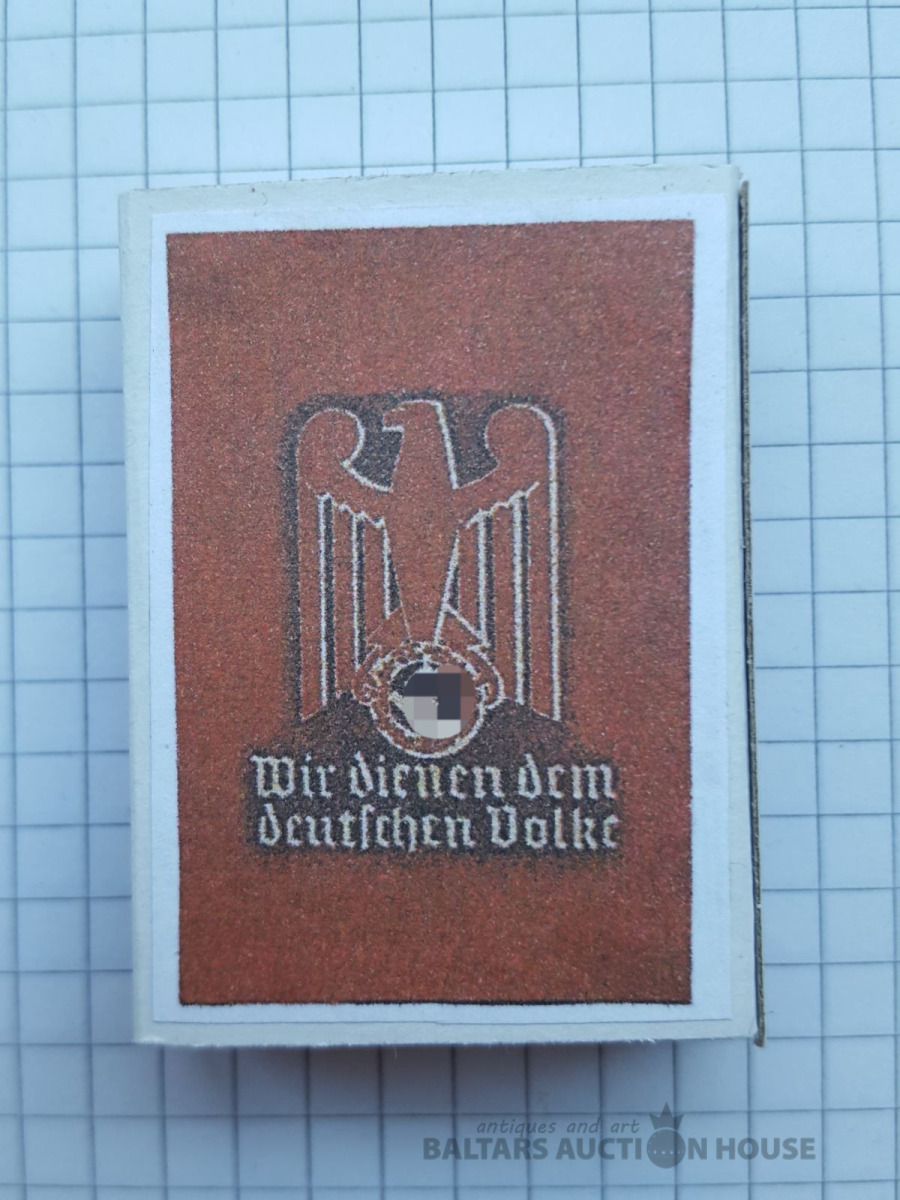 Wir dienen dem
deutſchen Volke
antiques and art
BALTARS AUCTION HOUSE